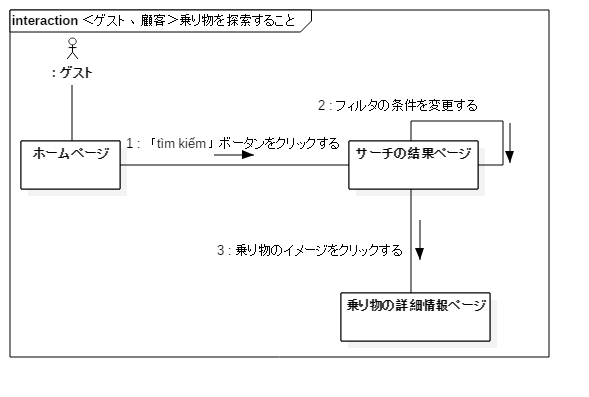 interaction ＜ゲスト、顧客＞乗り物を探索すること
: ゲスト
2 : フィルタの条件を変更する
1 : 「tìm kiếm」ボータンをクリックする
ホームページ
サーチの结果ページ
3 : 乗り物のイメージをクリックする
乗り物の詳細情報ページ